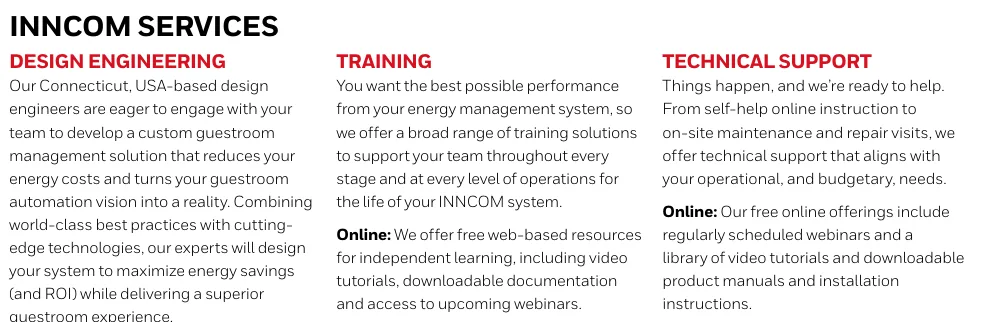 INNCOM SERVICES
DESIGN ENGINEERING
Our Connecticut, USA-based design
engineers are eager to engage with your
team to develop a custom guestroom
management solution that reduces your
energy costs and turns your guestroom
automation vision into a reality. Combining
world-class best practices with cutting-
edge technologies, our experts will design
your system to maximize energy savings
(and ROI) while delivering a superior
guestroom experience.
TRAINING
You want the best possible performance
from your energy management system, so
we offer a broad range of training solutions
to support your team throughout every
stage and at every level of operations for
the life of your INNCOM system.
Online: We offer free web-based resources
for independent learning, including video
tutorials, downloadable documentation
and access to upcoming webinars.
TECHNICAL SUPPORT
Things happen, and we’re ready to help.
From self-help online instruction to
on-site maintenance and repair visits, we
offer technical support that aligns with
your operational, and budgetary, needs.
Online: Our free online offerings include
regularly scheduled webinars and a
library of video tutorials and downloadable
product manuals and installation
instructions.